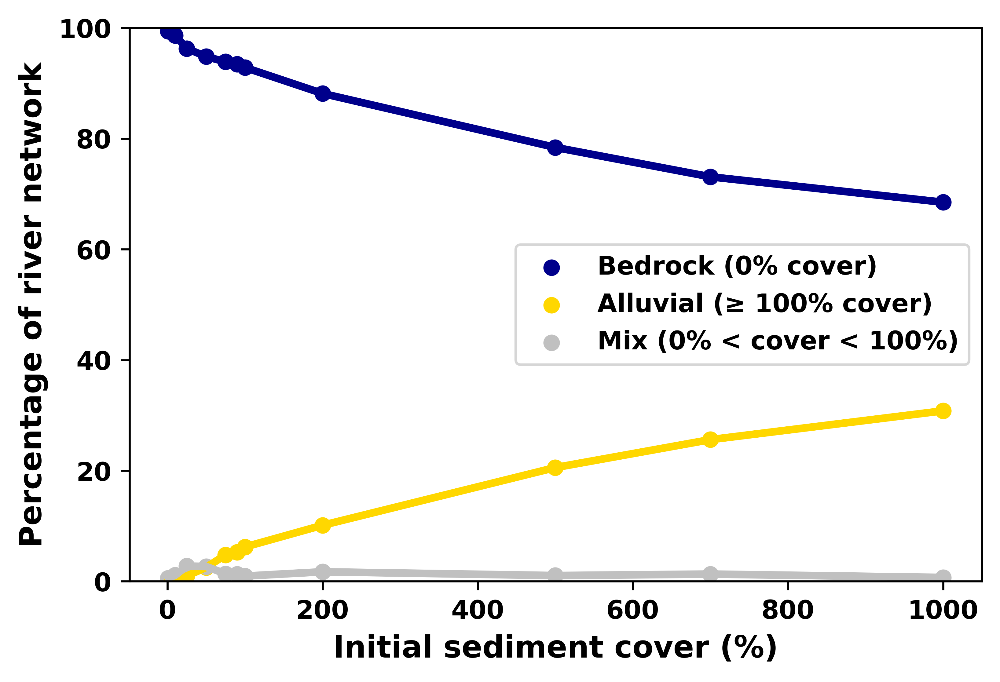 Percentage of river network
100
80
60
40
20
0
Bedrock (0% cover)
Alluvial (≥ 100% cover)
Mix (0% < cover < 100%)
0 200 400 600 800 1000
Initial sediment cover (%)